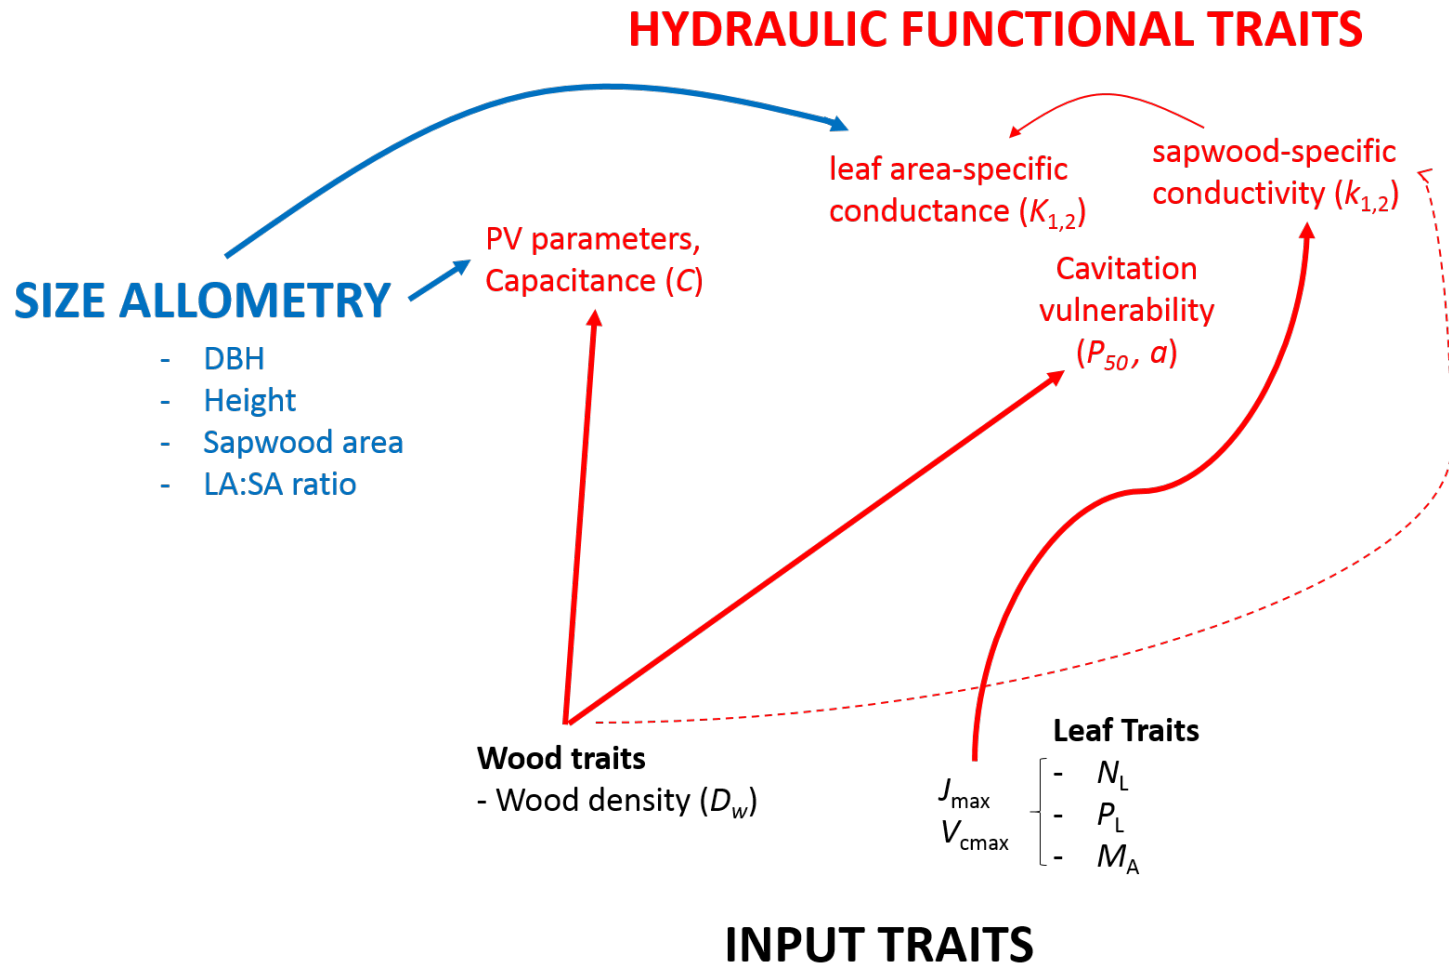 HYDRAULIC FUNCTIONAL TRAITS
leaf area-specific
conductance (K1,2)
sapwood-specific
conductivity (k1,2)
PV parameters,
Capacitance (C)
Cavitation
vulnerability
(P50, a)
SIZE ALLOMETRY
- DBH
- Height
- Sapwood area
- LA:SA ratio
Wood traits
- Wood density (Dw)
Jmax
Vcmax
Leaf Traits
- NL
- PL
- MA
INPUT TRAITS